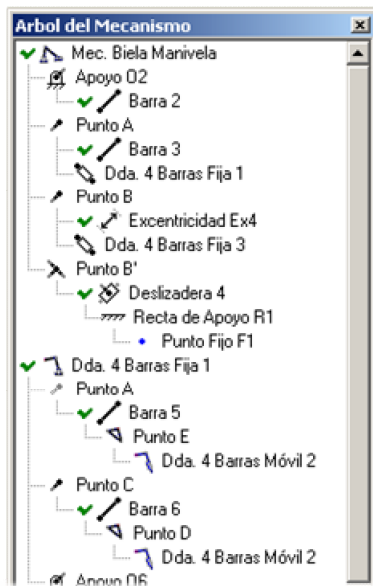 Arbol del Mecanismo
Mec. Biela Manivela
Apoyo O2
Barra 2
Punto A
Barra 3
Dda. 4 Barras Fija 1
Punto B
Excentricidad Ex4
Dda. 4 Barras Fija 3
Punto B'
Deslizadera 4
Recta de Apoyo R1
Punto Fijo F1
Dda. 4 Barras Fija 1
Punto A
Barra 5
Punto E
Dda. 4 Barras Móvil 2
Punto C
Barra 6
Punto D
Dda. 4 Barras Móvil 2
Apoyo O6